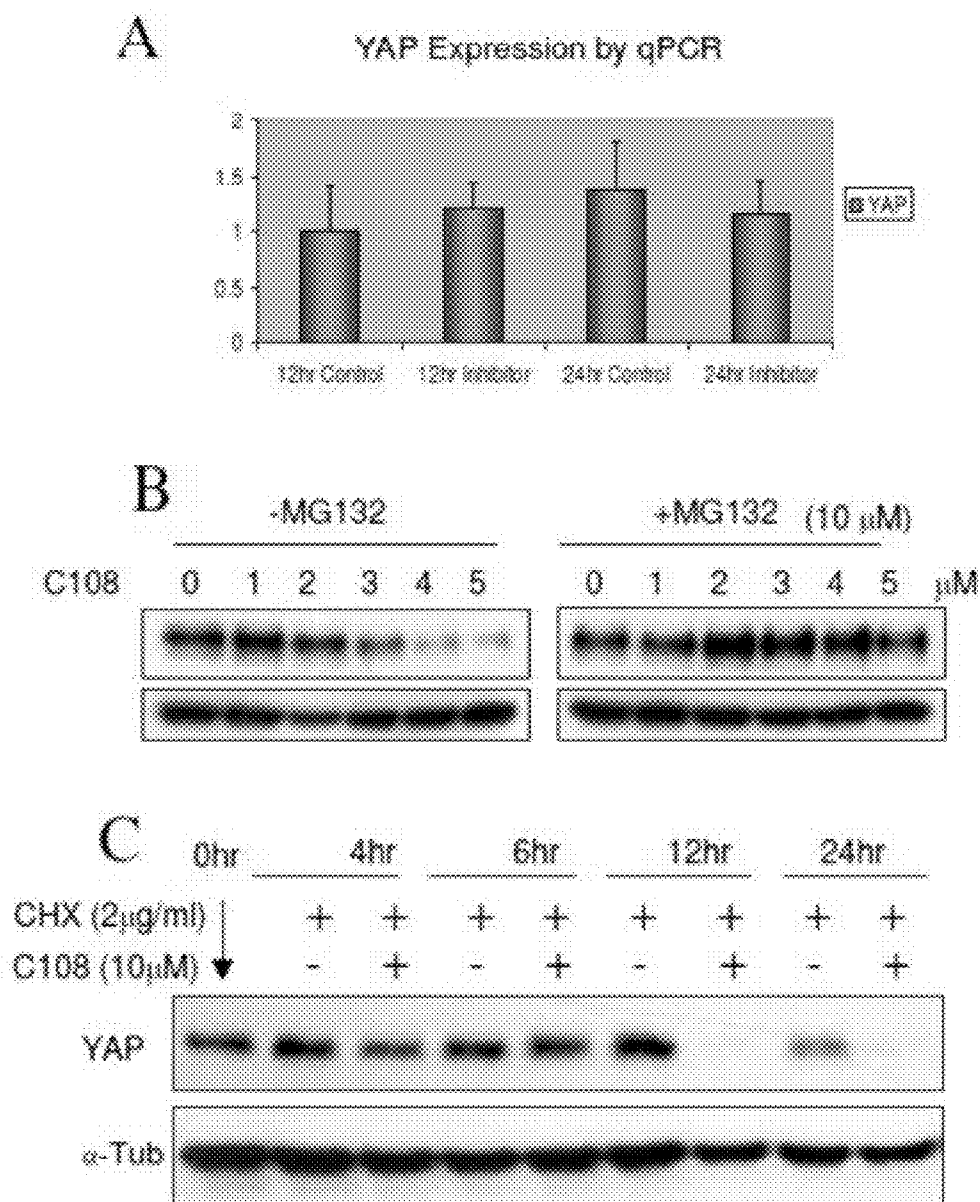 A
YAP Expression by qPCR
2
1.5
1
0.5
0
YAP
12hr Control 12hr Inhibitor 24hr Control 24hr Inhibitor
B
-MG132 +MG132 (10 μM)
C108 0 1 2 3 4 5 0 1 2 3 4 5 μM
C
0hr 4hr 6hr 12hr 24hr
CHX (2μg/ml) + + + + + + + +
C108 (10μM) - + - + - + - +
YAP
α-Tub